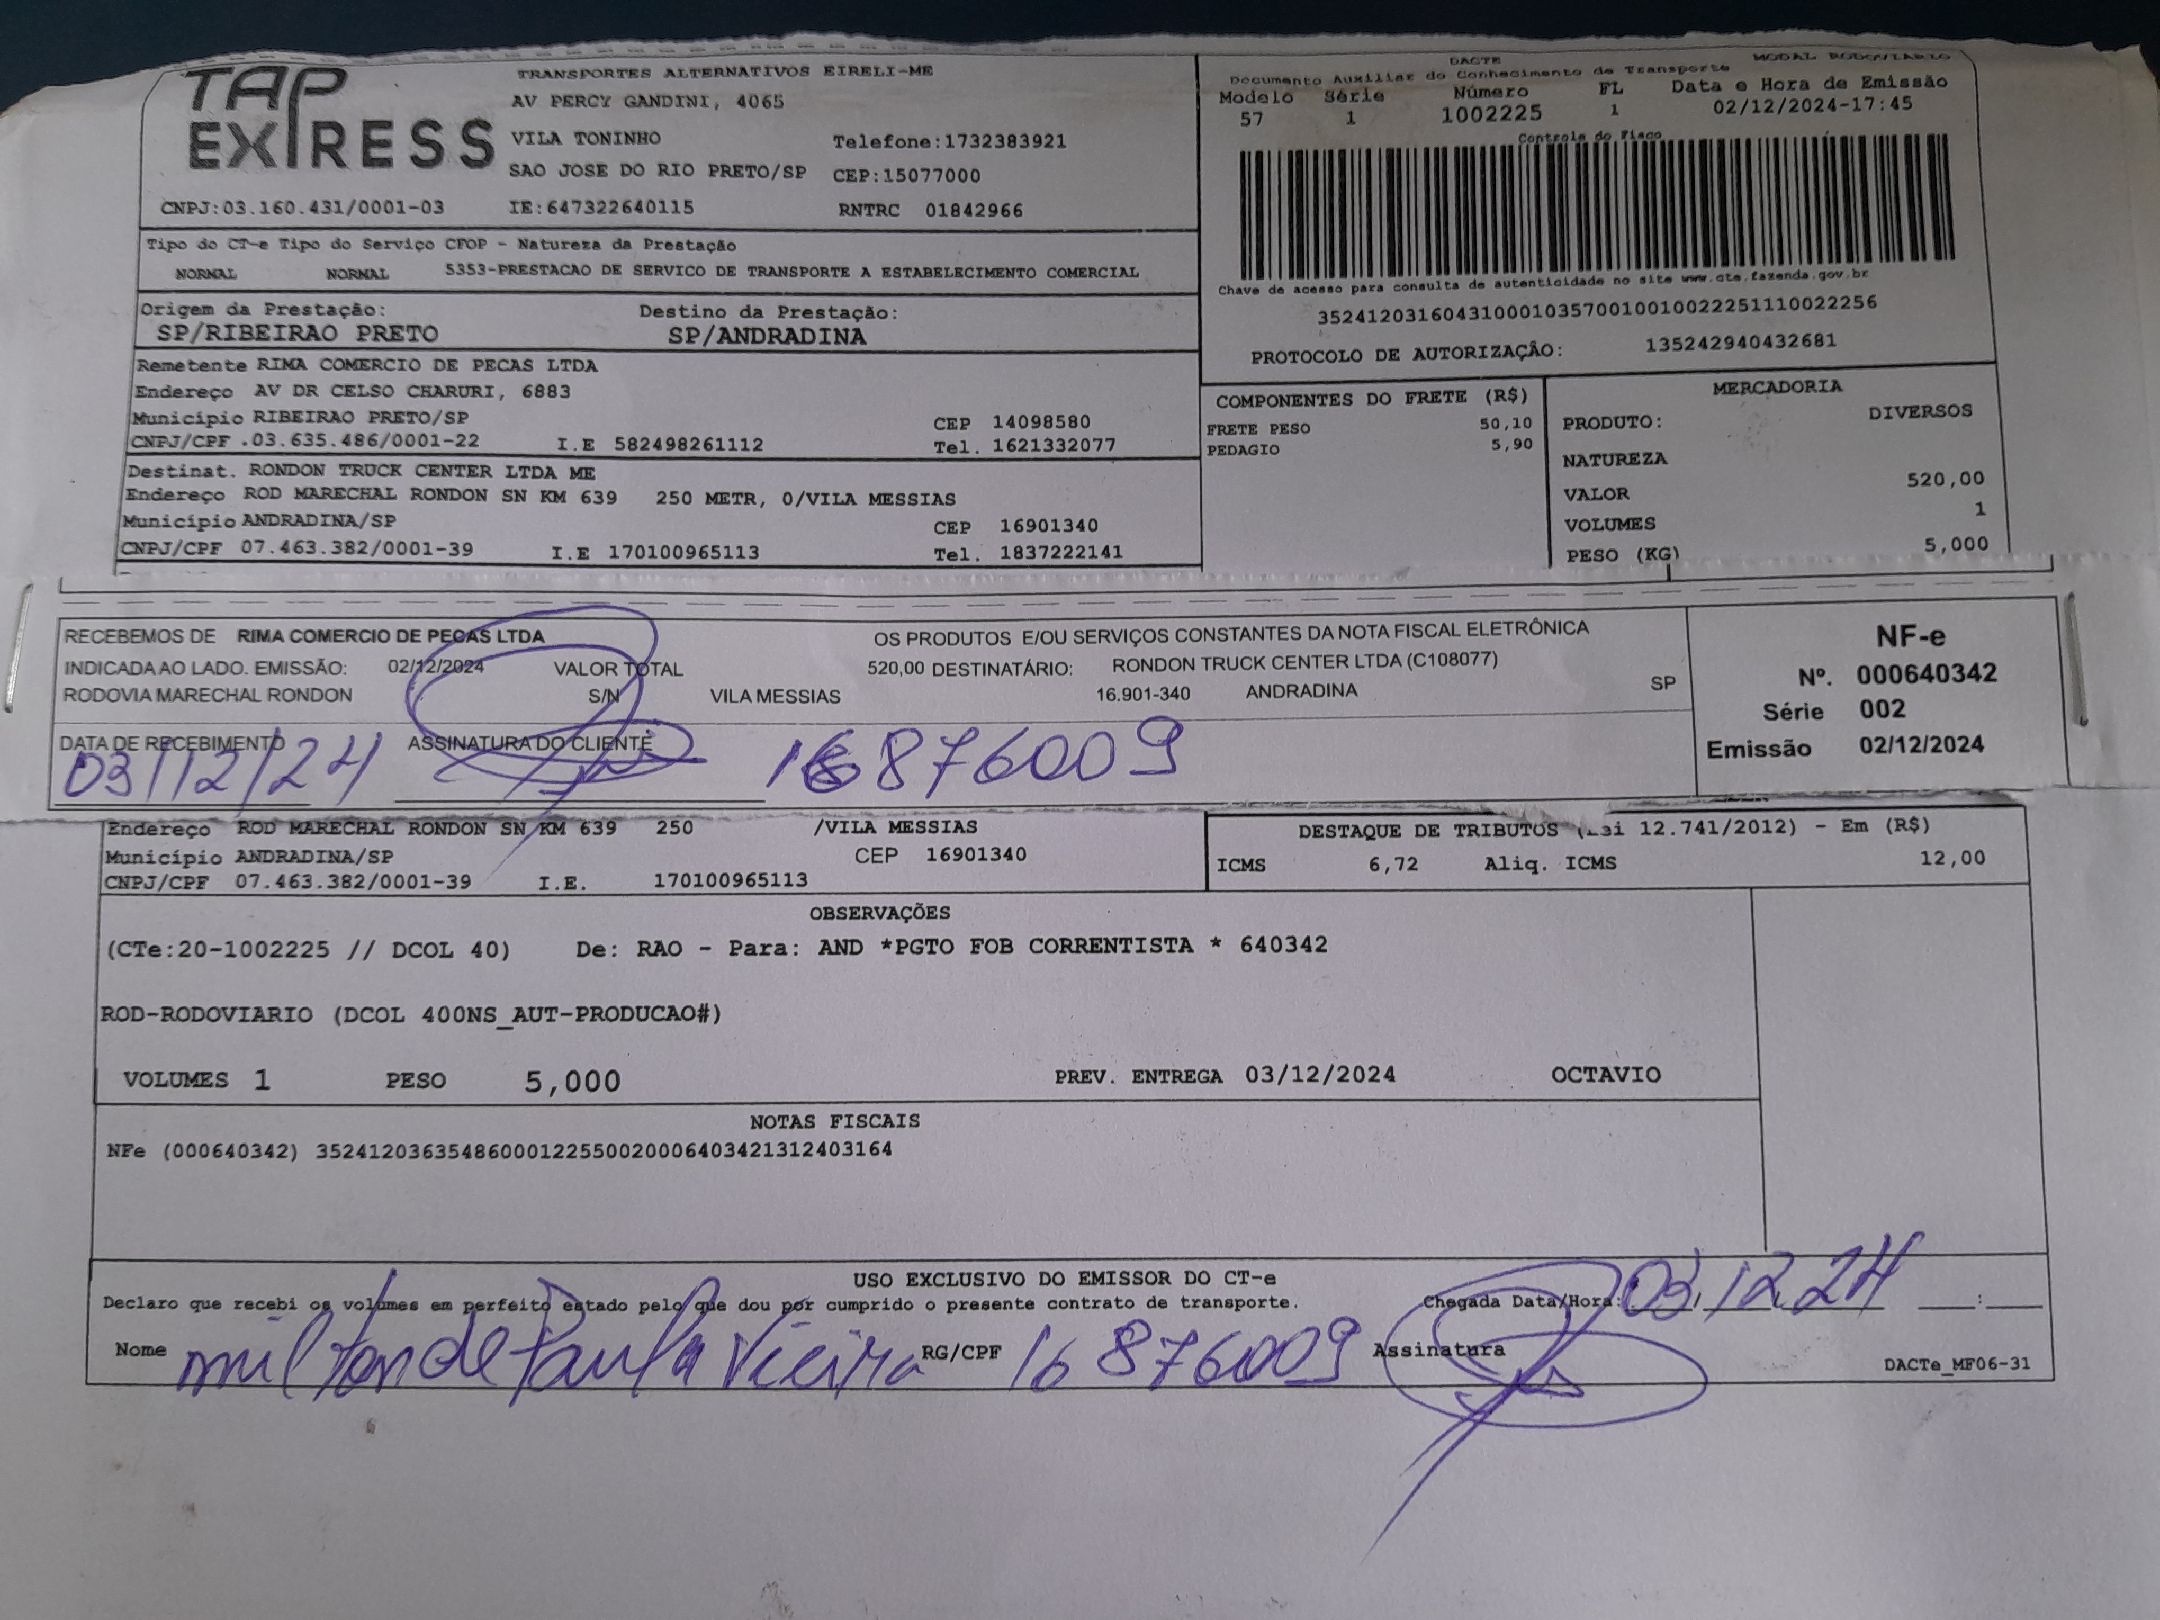 TAP EXPRESS
TRANSPORTES ALTERNATIVOS EIRELI-ME
AV PERCY GANDINI, 4065
VILA TONINHO Telefone:1732383921
SAO JOSE DO RIO PRETO/SP CEP:15077000
CNPJ:03.160.431/0001-03 IE:647322640115 RNTRC 01842966
DACTE MODAL RODOVIARIO
Documento Auxiliar do Conhecimento de Transporte
Modelo Série Número FL Data e Hora de Emissão
57 1 1002225 1 02/12/2024-17:45
Controle do Fisco
Chave de acesso para consulta de autenticidade no site www.cte.fazenda.gov.br
35241203160431000103570010010022251110022256
PROTOCOLO DE AUTORIZAÇÃO: 135242940432681
Tipo do CT-e Tipo do Serviço CFOP - Natureza da Prestação
NORMAL NORMAL 5353-PRESTACAO DE SERVICO DE TRANSPORTE A ESTABELECIMENTO COMERCIAL
Origem da Prestação: Destino da Prestação:
SP/RIBEIRAO PRETO SP/ANDRADINA
Remetente RIMA COMERCIO DE PECAS LTDA
Endereço AV DR CELSO CHARURI, 6883
Município RIBEIRAO PRETO/SP CEP 14098580
CNPJ/CPF .03.635.486/0001-22 I.E 582498261112 Tel. 1621332077
Destinat. RONDON TRUCK CENTER LTDA ME
Endereço ROD MARECHAL RONDON SN KM 639 250 METR, 0/VILA MESSIAS
Município ANDRADINA/SP CEP 16901340
CNPJ/CPF 07.463.382/0001-39 I.E 170100965113 Tel. 1837222141
COMPONENTES DO FRETE (R$)
FRETE PESO 50,10
PEDAGIO 5,90
MERCADORIA
PRODUTO: DIVERSOS
NATUREZA
VALOR 520,00
VOLUMES 1
PESO (KG) 5,000
RECEBEMOS DE RIMA COMERCIO DE PECAS LTDA OS PRODUTOS E/OU SERVIÇOS CONSTANTES DA NOTA FISCAL ELETRÔNICA
INDICADA AO LADO. EMISSÃO: 02/12/2024 VALOR TOTAL 520,00 DESTINATÁRIO: RONDON TRUCK CENTER LTDA (C108077)
RODOVIA MARECHAL RONDON S/N VILA MESSIAS 16.901-340 ANDRADINA SP
DATA DE RECEBIMENTO ASSINATURA DO CLIENTE
03/12/24 16876009
NF-e
Nº. 000640342
Série 002
Emissão 02/12/2024
Endereço ROD MARECHAL RONDON SN KM 639 250 /VILA MESSIAS
Município ANDRADINA/SP CEP 16901340
CNPJ/CPF 07.463.382/0001-39 I.E. 170100965113
DESTAQUE DE TRIBUTOS (Lei 12.741/2012) - Em (R$)
ICMS 6,72 Aliq. ICMS 12,00
OBSERVAÇÕES
(CTe:20-1002225 // DCOL 40) De: RAO - Para: AND *PGTO FOB CORRENTISTA * 640342
ROD-RODOVIARIO (DCOL 400NS_AUT-PRODUCAO#)
VOLUMES 1 PESO 5,000 PREV. ENTREGA 03/12/2024 OCTAVIO
NOTAS FISCAIS
NFe (000640342) 35241203635486000122550020006403421312403164
USO EXCLUSIVO DO EMISSOR DO CT-e
Declaro que recebi os volumes em perfeito estado pelo que dou por cumprido o presente contrato de transporte. Chegada Data/Hora: 03.12.24 :
Nome milton de Paula Vieira RG/CPF 16876009 Assinatura
DACTe_MF06-31